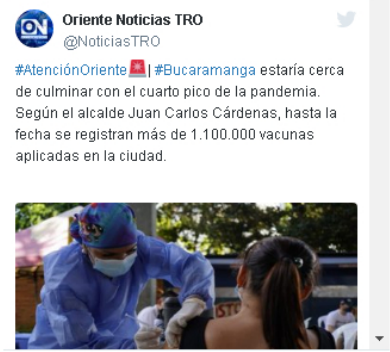 Oriente Noticias TRO
@NoticiasTRO
#AtenciónOriente🚨| #Bucaramanga estaría cerca
de culminar con el cuarto pico de la pandemia.
Según el alcalde Juan Carlos Cárdenas, hasta la
fecha se registran más de 1.100.000 vacunas
aplicadas en la ciudad.
ON